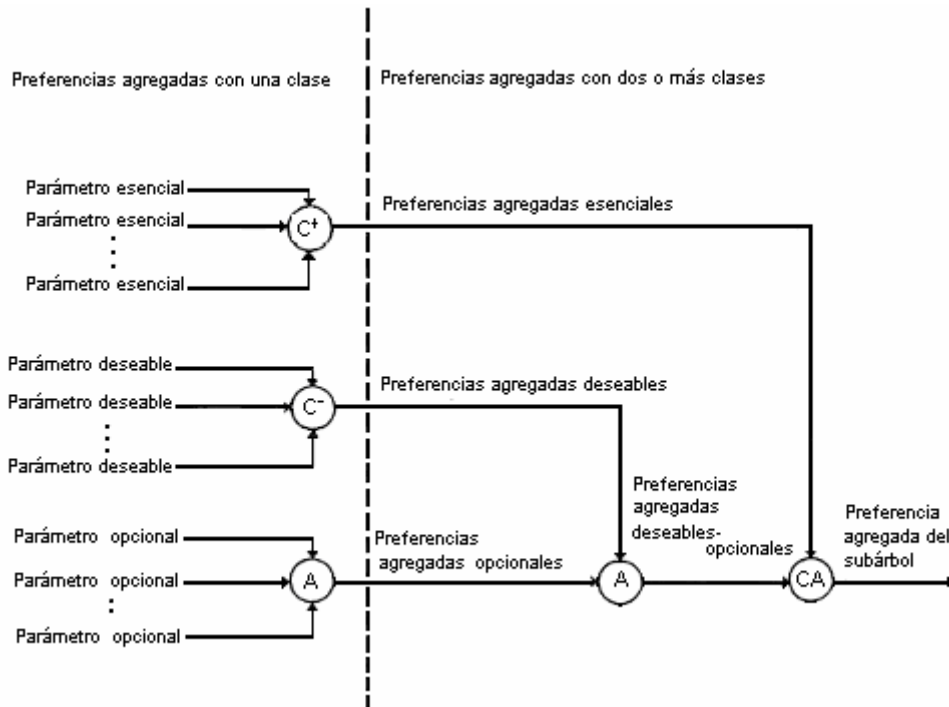 Preferencias agregadas con una clase
Preferencias agregadas con dos o más clases
Parámetro esencial
Parámetro esencial
Parámetro esencial
C+
Preferencias agregadas esenciales
Parámetro deseable
Parámetro deseable
Parámetro deseable
C-
Preferencias agregadas deseables
Parámetro opcional
Parámetro opcional
Parámetro opcional
A
Preferencias
agregadas opcionales
Preferencias
agregadas
deseables-
opcionales
A
CA
Preferencia
agregada del
subárbol